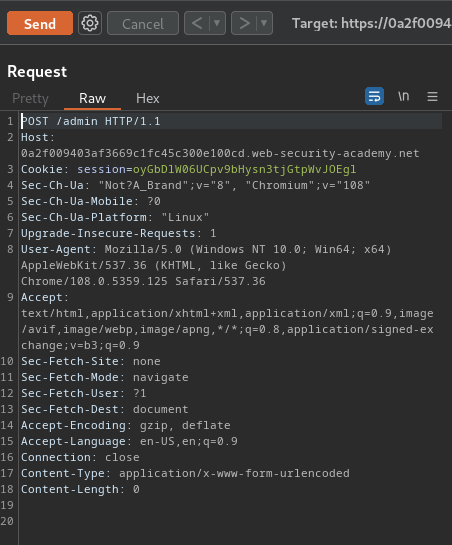 Send Cancel < > Target: https://0a2f0094
Request
Pretty Raw Hex \n
1 POST /admin HTTP/1.1
2 Host:
0a2f009403af3669c1fc45c300e100cd.web-security-academy.net
3 Cookie: session=oyGbDlW06UCpv9bHysn3tjGtpWvJOEgl
4 Sec-Ch-Ua: "Not?A_Brand";v="8", "Chromium";v="108"
5 Sec-Ch-Ua-Mobile: ?0
6 Sec-Ch-Ua-Platform: "Linux"
7 Upgrade-Insecure-Requests: 1
8 User-Agent: Mozilla/5.0 (Windows NT 10.0; Win64; x64)
AppleWebKit/537.36 (KHTML, like Gecko)
Chrome/108.0.5359.125 Safari/537.36
9 Accept:
text/html,application/xhtml+xml,application/xml;q=0.9,image
/avif,image/webp,image/apng,*/*;q=0.8,application/signed-ex
change;v=b3;q=0.9
10 Sec-Fetch-Site: none
11 Sec-Fetch-Mode: navigate
12 Sec-Fetch-User: ?1
13 Sec-Fetch-Dest: document
14 Accept-Encoding: gzip, deflate
15 Accept-Language: en-US,en;q=0.9
16 Connection: close
17 Content-Type: application/x-www-form-urlencoded
18 Content-Length: 0
19
20